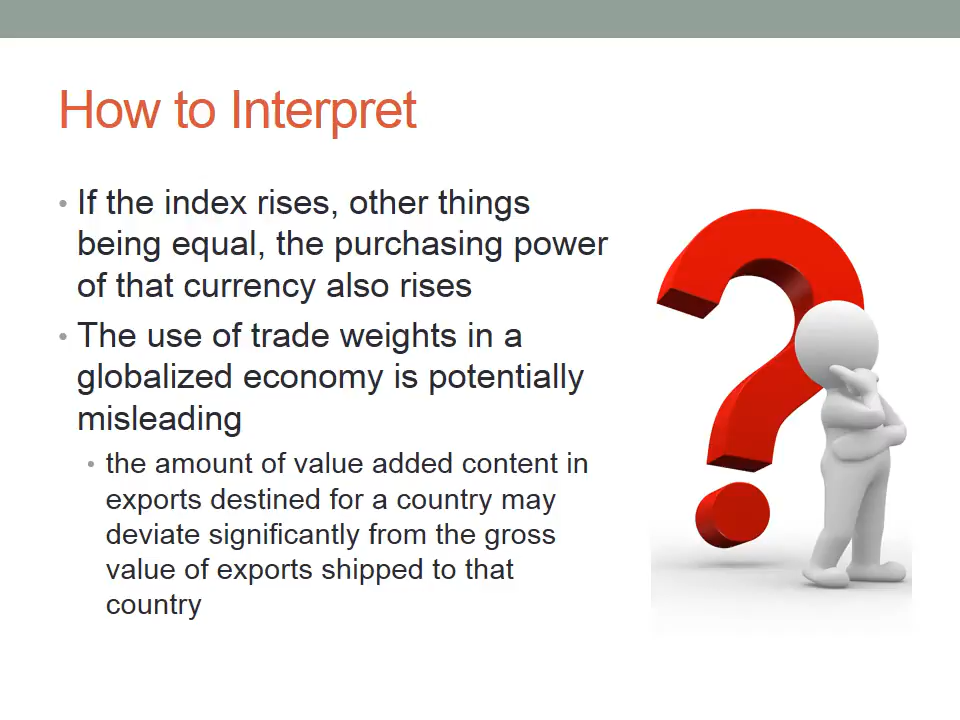 How to Interpret
• If the index rises, other things
being equal, the purchasing power
of that currency also rises
• The use of trade weights in a
globalized economy is potentially
misleading
• the amount of value added content in
exports destined for a country may
deviate significantly from the gross
value of exports shipped to that
country